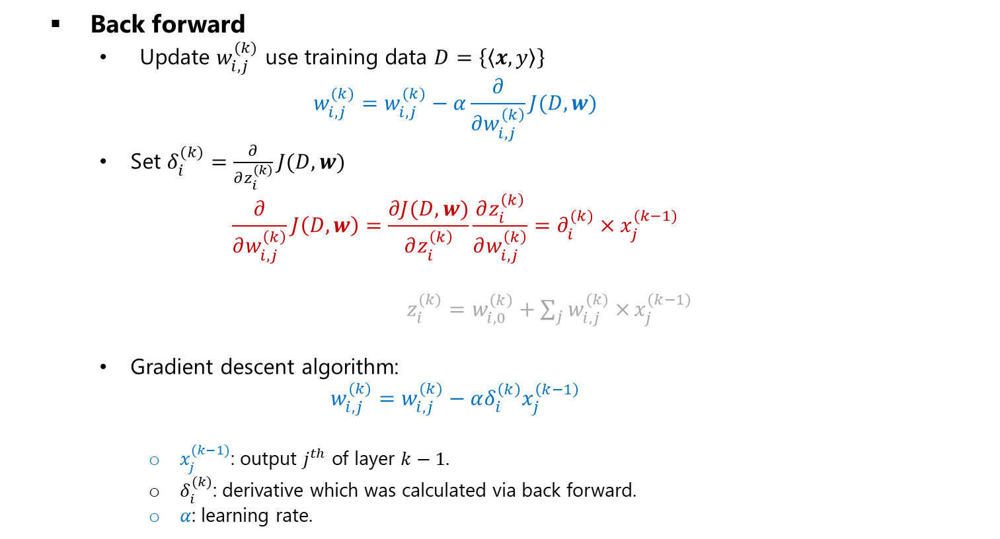 ▪ Back forward
• Update $w_{i,j}^{(k)}$ use training data $D = \{\langle \boldsymbol{x}, y \rangle\}$
$w_{i,j}^{(k)} = w_{i,j}^{(k)} - \alpha \frac{\partial}{\partial w_{i,j}^{(k)}} J(D, \boldsymbol{w})$
• Set $\delta_i^{(k)} = \frac{\partial}{\partial z_i^{(k)}} J(D, \boldsymbol{w})$
$\frac{\partial}{\partial w_{i,j}^{(k)}} J(D, \boldsymbol{w}) = \frac{\partial J(D, \boldsymbol{w})}{\partial z_i^{(k)}} \frac{\partial z_i^{(k)}}{\partial w_{i,j}^{(k)}} = \partial_i^{(k)} \times x_j^{(k-1)}$
$z_i^{(k)} = w_{i,0}^{(k)} + \sum_j w_{i,j}^{(k)} \times x_j^{(k-1)}$
• Gradient descent algorithm:
$w_{i,j}^{(k)} = w_{i,j}^{(k)} - \alpha \delta_i^{(k)} x_j^{(k-1)}$
○ $x_j^{(k-1)}$: output $j^{th}$ of layer $k - 1$.
○ $\delta_i^{(k)}$: derivative which was calculated via back forward.
○ $\alpha$: learning rate.